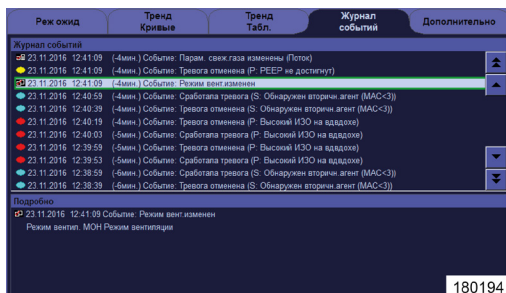 Реж ожид
Тренд Кривые
Тренд Табл.
Журнал событий
Дополнительно
Журнал событий
23.11.2016 12:41:09 (-4мин.) Событие: Парам. свеж.газа изменены (Поток)
23.11.2016 12:41:09 (-4мин.) Событие: Тревога отменена (P: PEEP не достигнут)
23.11.2016 12:41:09 (-4мин.) Событие: Режим вент.изменен
23.11.2016 12:40:59 (-4мин.) Событие: Сработала тревога (S: Обнаружен вторичн.агент (MAC<3))
23.11.2016 12:40:39 (-4мин.) Событие: Тревога отменена (S: Обнаружен вторичн.агент (MAC<3))
23.11.2016 12:40:19 (-4мин.) Событие: Тревога отменена (P: Высокий ИЗО на вдвдохе)
23.11.2016 12:40:03 (-5мин.) Событие: Сработала тревога (P: Высокий ИЗО на вдвдохе)
23.11.2016 12:39:59 (-5мин.) Событие: Тревога отменена (P: Высокий ИЗО на вдвдохе)
23.11.2016 12:39:53 (-5мин.) Событие: Сработала тревога (P: Высокий ИЗО на вдвдохе)
23.11.2016 12:38:59 (-6мин.) Событие: Сработала тревога (S: Обнаружен вторичн.агент (MAC<3))
23.11.2016 12:38:39 (-6мин.) Событие: Тревога отменена (S: Обнаружен вторичн.агент (MAC<3))
Подробно
23.11.2016 12:41:09 Событие: Режим вент.изменен
Режим вентил. МОН Режим вентиляции
180194